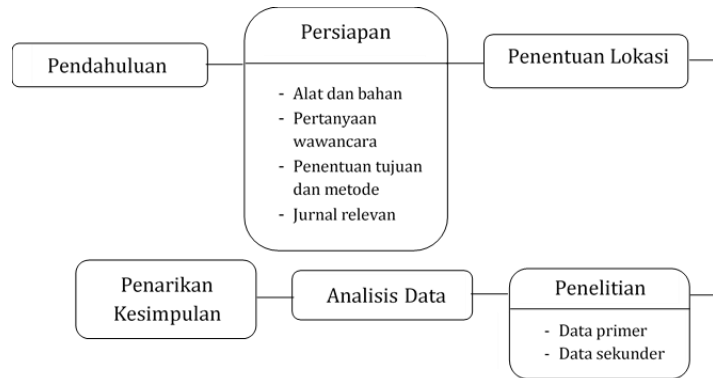 Pendahuluan
Persiapan
- Alat dan bahan
- Pertanyaan
wawancara
- Penentuan tujuan
dan metode
- Jurnal relevan
Penentuan Lokasi
Penelitian
- Data primer
- Data sekunder
Analisis Data
Penarikan
Kesimpulan